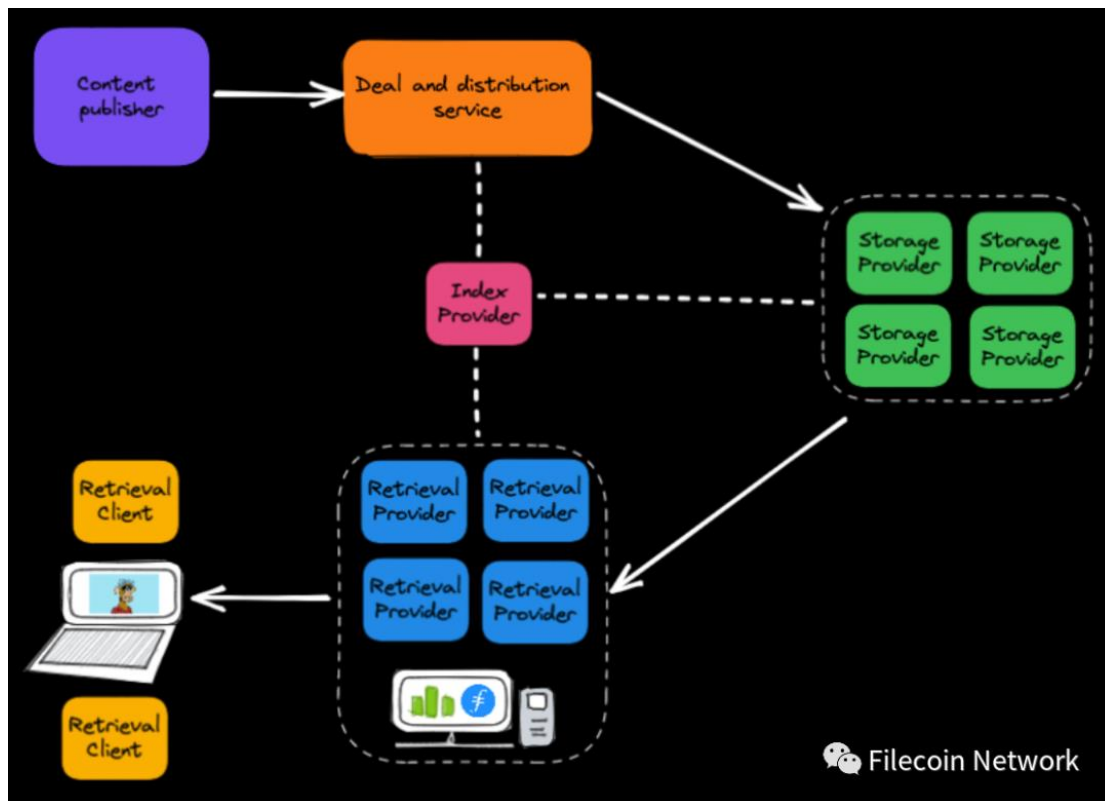 Content
publisher
Deal and distribution
service
Index
Provider
Storage
Provider
Storage
Provider
Storage
Provider
Storage
Provider
Retrieval
Provider
Retrieval
Provider
Retrieval
Provider
Retrieval
Provider
Retrieval
Client
Retrieval
Client
Filecoin Network